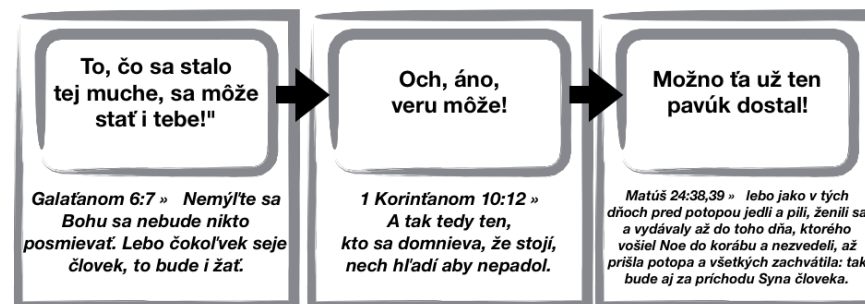 To, čo sa stalo
tej muche, sa môže
stať i tebe!"
Galaťanom 6:7 » Nemýľte sa
Bohu sa nebude nikto
posmievať. Lebo čokoľvek seje
človek, to bude i žať.
Och, áno,
veru môže!
1 Korinťanom 10:12 »
A tak tedy ten,
kto sa domnieva, že stojí,
nech hľadí aby nepadol.
Možno ťa už ten
pavúk dostal!
Matúš 24:38,39 » lebo jako v tých
dňoch pred potopou jedli a pili, ženili sa
a vydávaly až do toho dňa, ktorého
vošiel Noe do korábu a nezvedeli, až
prišla potopa a všetkých zachvátila: tak
bude aj za príchodu Syna človeka.